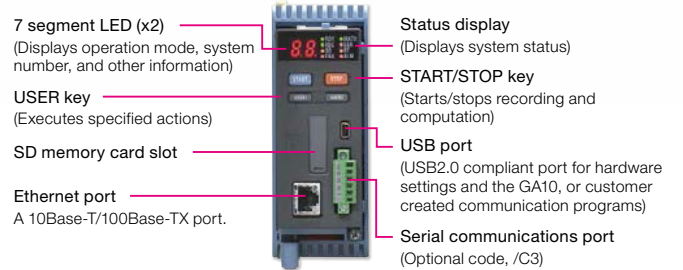 7 segment LED (x2)
(Displays operation mode, system
number, and other information)
USER key
(Executes specified actions)
SD memory card slot
Ethernet port
A 10Base-T/100Base-TX port.
88
START
STOP
Status display
(Displays system status)
START/STOP key
(Starts/stops recording and
computation)
USB port
(USB2.0 compliant port for hardware
settings and the GA10, or customer
created communication programs)
Serial communications port
(Optional code, /C3)